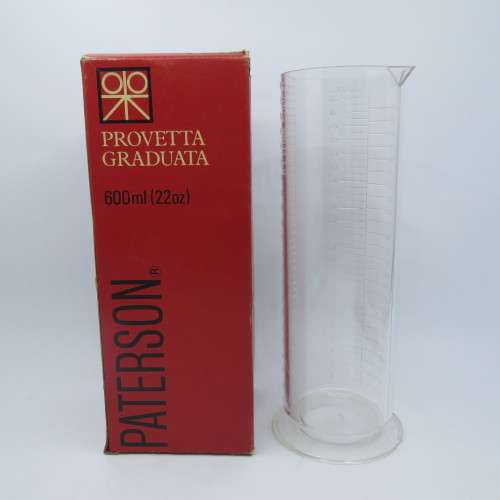 PROVETTA
GRADUATA
600ml (22oz)
PATERSON®